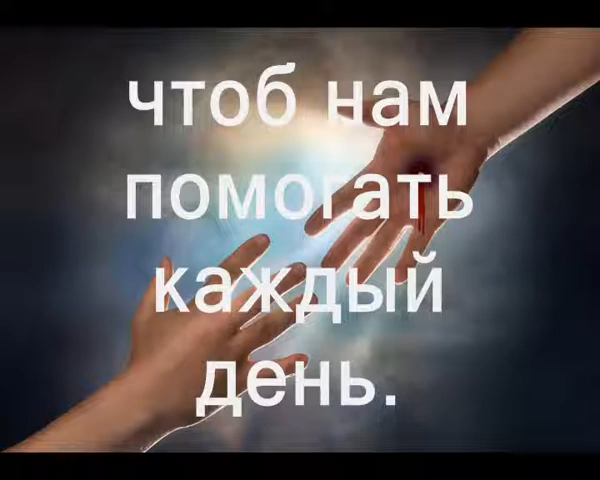 чтоб нам
помогать
каждый
день.